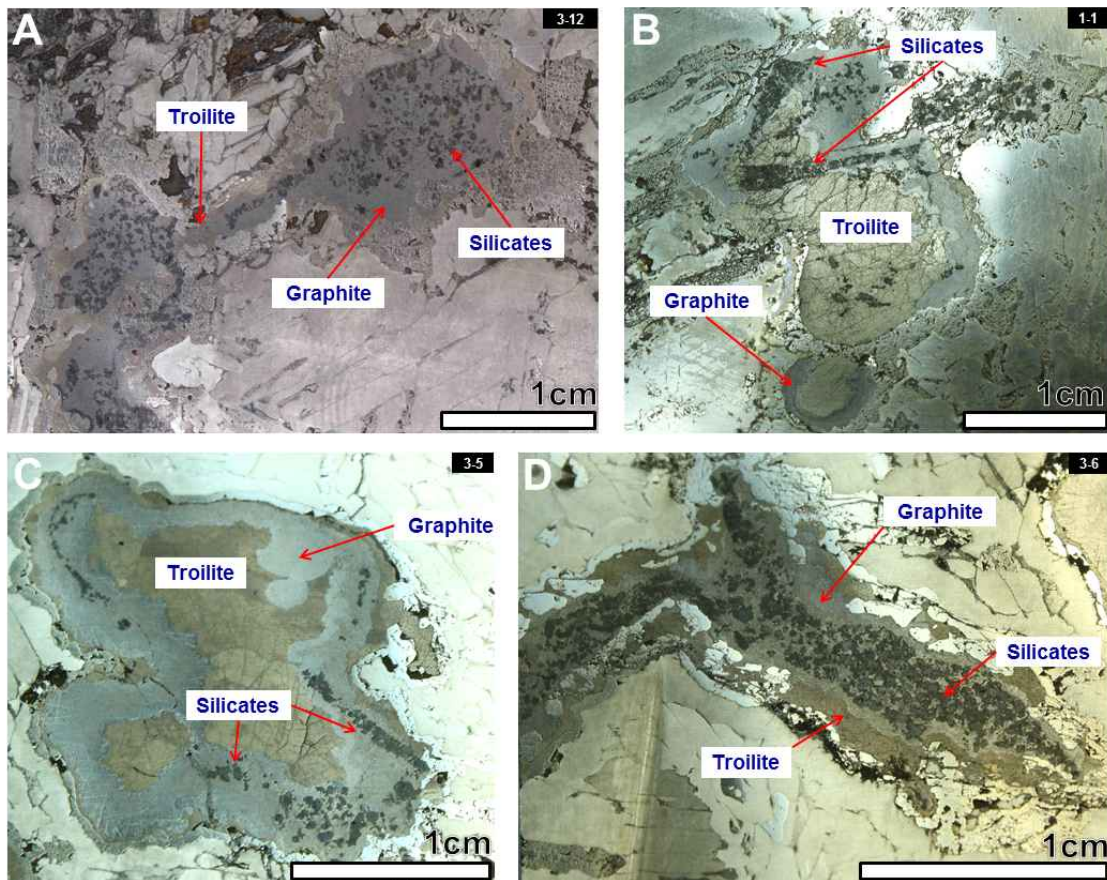 A
3-12
Troilite
Silicates
Graphite
1cm
B
1-1
Silicates
Troilite
Graphite
1cm
C
3-5
Graphite
Troilite
Silicates
1cm
D
3-6
Graphite
Silicates
Troilite
1cm